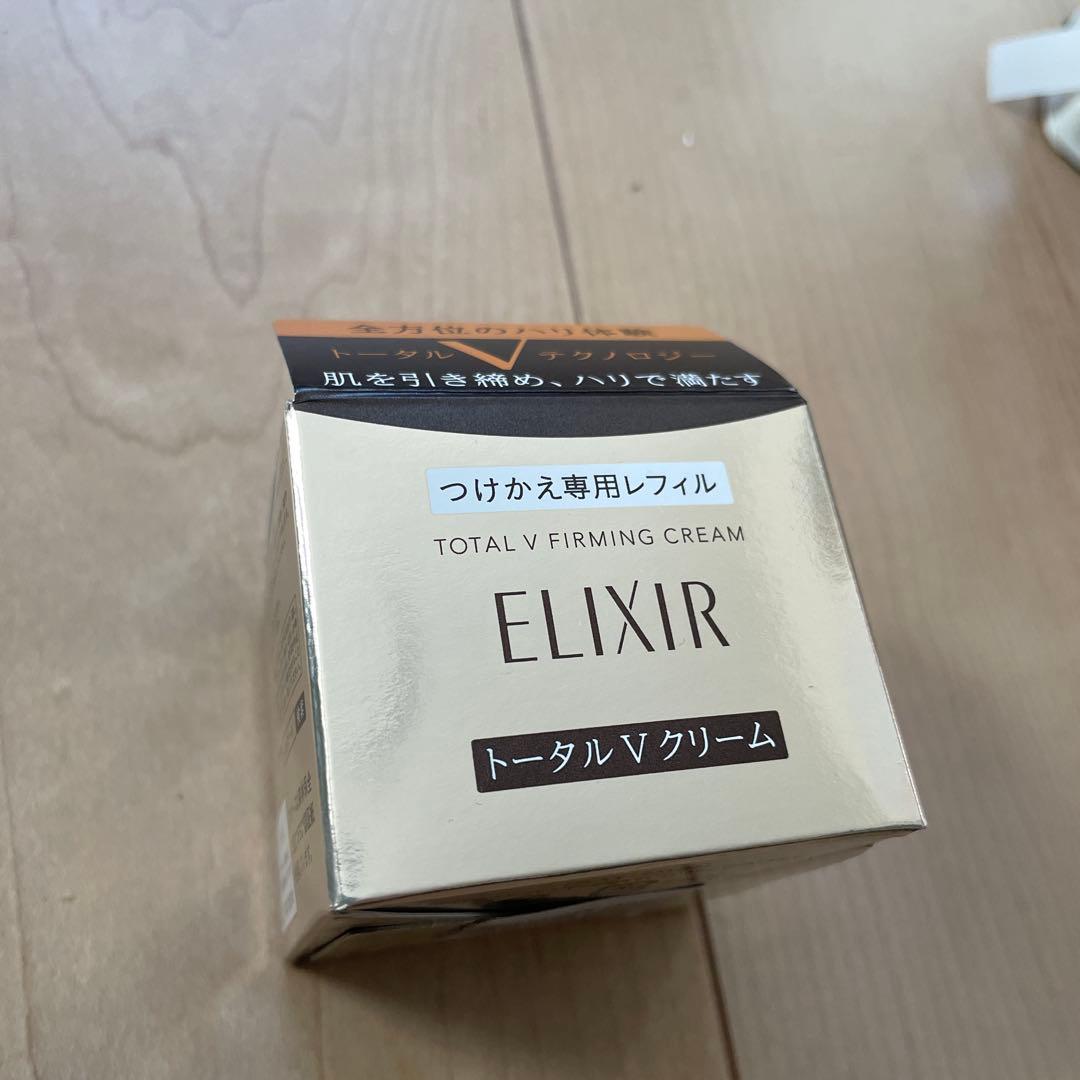 全方位のハリ体験
トータル V テクノロジー
肌を引き締め、ハリで満たす
つけかえ専用レフィル
TOTAL V FIRMING CREAM
ELIXIR
トータル V クリーム